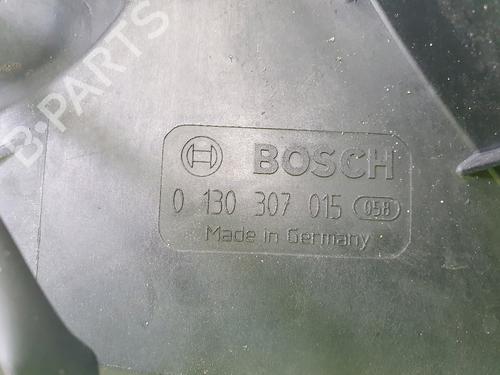 B-PARTS
BOSCH
0 130 307 015 058
Made in Germany